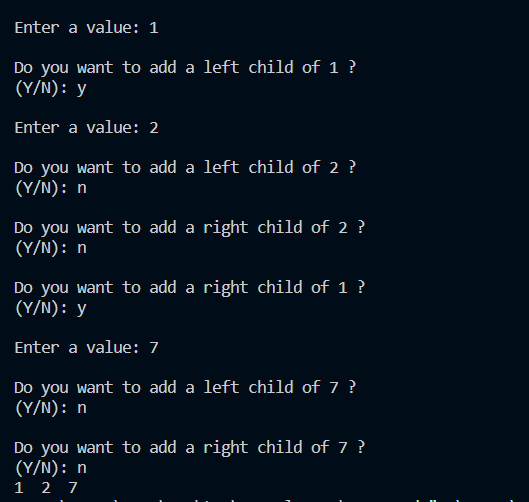 Enter a value: 1
Do you want to add a left child of 1 ?
(Y/N): y
Enter a value: 2
Do you want to add a left child of 2 ?
(Y/N): n
Do you want to add a right child of 2 ?
(Y/N): n
Do you want to add a right child of 1 ?
(Y/N): y
Enter a value: 7
Do you want to add a left child of 7 ?
(Y/N): n
Do you want to add a right child of 7 ?
(Y/N): n
1  2  7